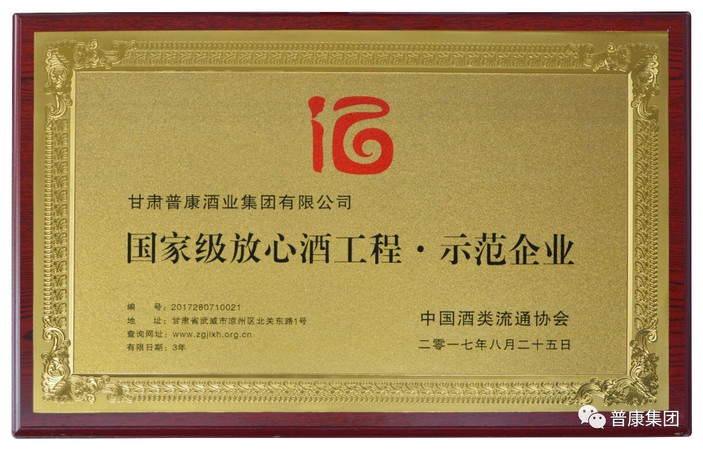 甘肃普康酒业集团有限公司
国家级放心酒工程·示范企业
编 号:2017280710021
地 址:甘肃省武威市凉州区北关东路1号
查询网址:www.zgjlxh.org.cn
有限日期:3年
中国酒类流通协会
二零一七年八月二十五日
普康集团